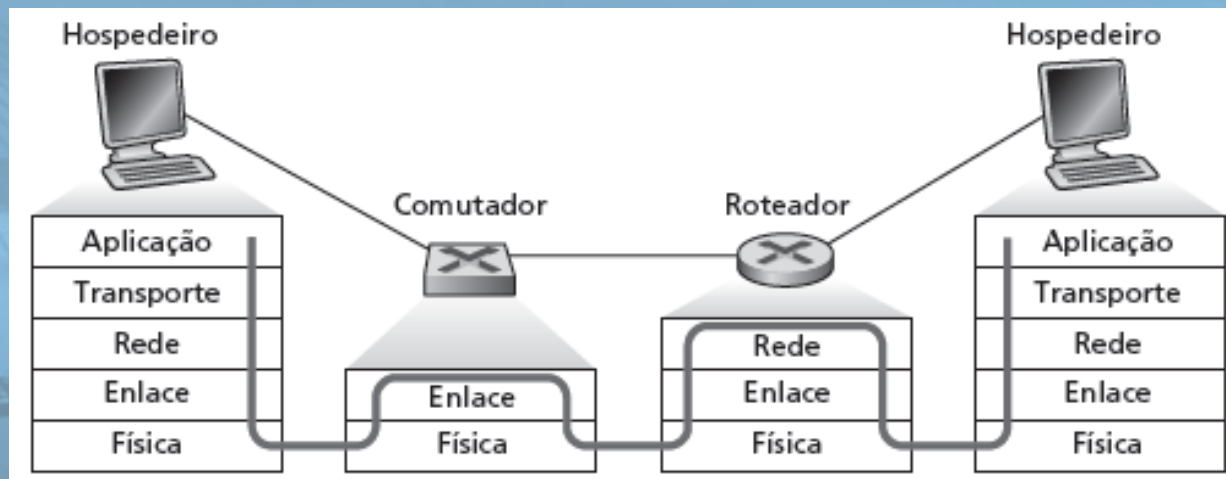 Hospedeiro
Hospedeiro
Comutador
Roteador
Aplicação
Transporte
Rede
Enlace
Física
Enlace
Física
Rede
Enlace
Física
Aplicação
Transporte
Rede
Enlace
Física